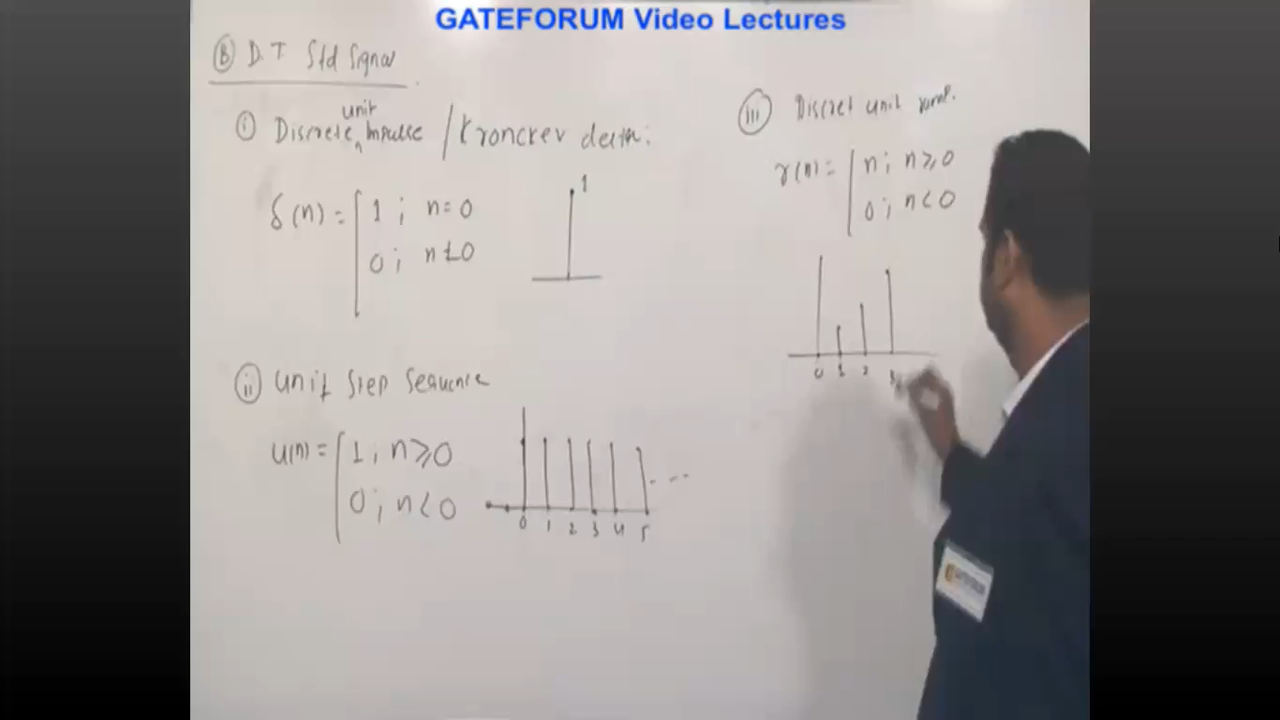 GATEFORUM Video Lectures
Ⓑ D.T Std Signal
ⓘ Discrete unit Impulse / Kroncker delta:
δ(n) = 1 ; n=0
0 ; n≠0
1
ⓘⓘ Unit Step Sequence
u(n) = 1 ; n≥0
0 ; n<0
0 1 2 3 4 5 ---
ⓘⓘⓘ Discret unit ramp.
r(n) = n ; n≥0
0 ; n<0
0 1 2 3
GATEFORUM